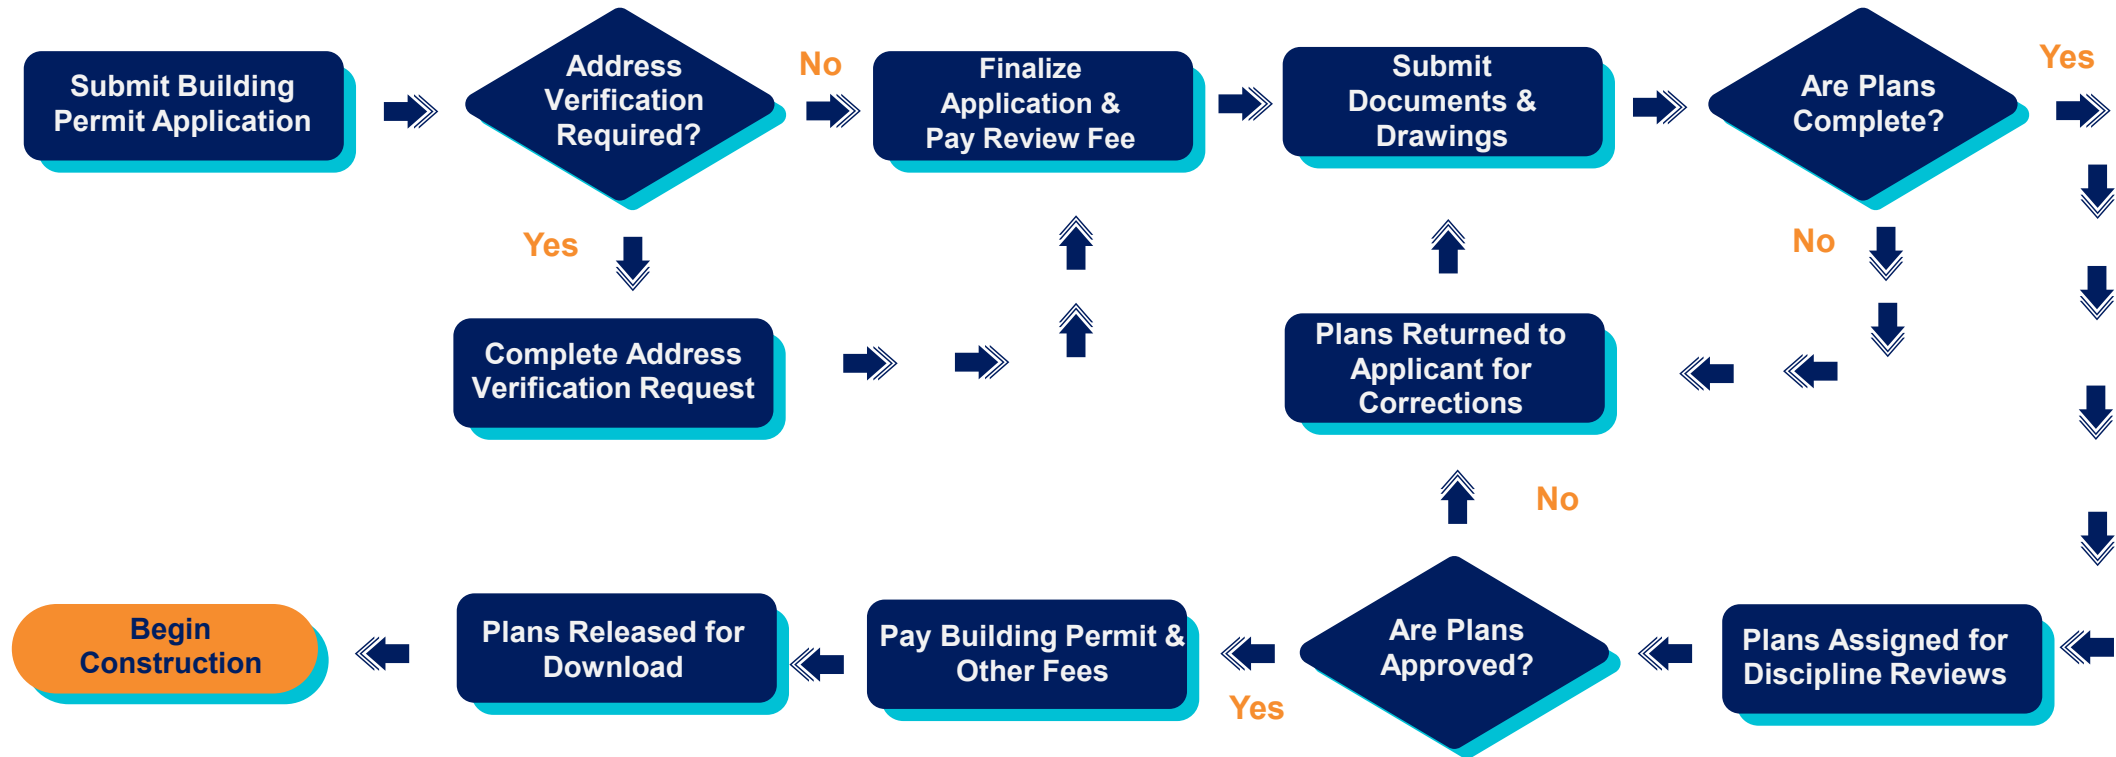 Submit Building
Permit Application
Address
Verification
Required?
No
Finalize
Application &
Pay Review Fee
Submit
Documents &
Drawings
Are Plans
Complete?
Yes
Yes
No
Complete Address
Verification Request
Plans Returned to
Applicant for
Corrections
No
Begin
Construction
Plans Released for
Download
Pay Building Permit &
Other Fees
Yes
Are Plans
Approved?
Plans Assigned for
Discipline Reviews